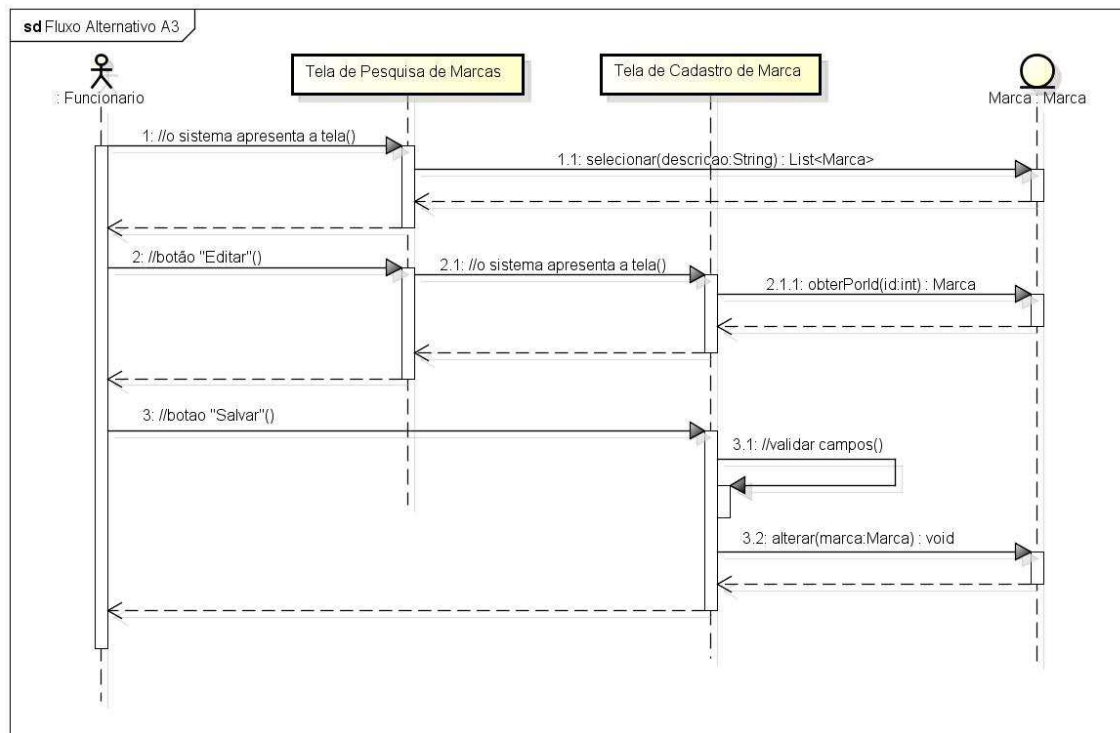 sd Fluxo Alternativo A3
: Funcionario
Tela de Pesquisa de Marcas
Tela de Cadastro de Marca
Marca : Marca
1: //o sistema apresenta a tela()
1.1: selecionar(descricao:String) : List<Marca>
2: //botão "Editar"()
2.1: //o sistema apresenta a tela()
2.1.1: obterPorId(id:int) : Marca
3: //botao "Salvar"()
3.1: //validar campos()
3.2: alterar(marca:Marca) : void